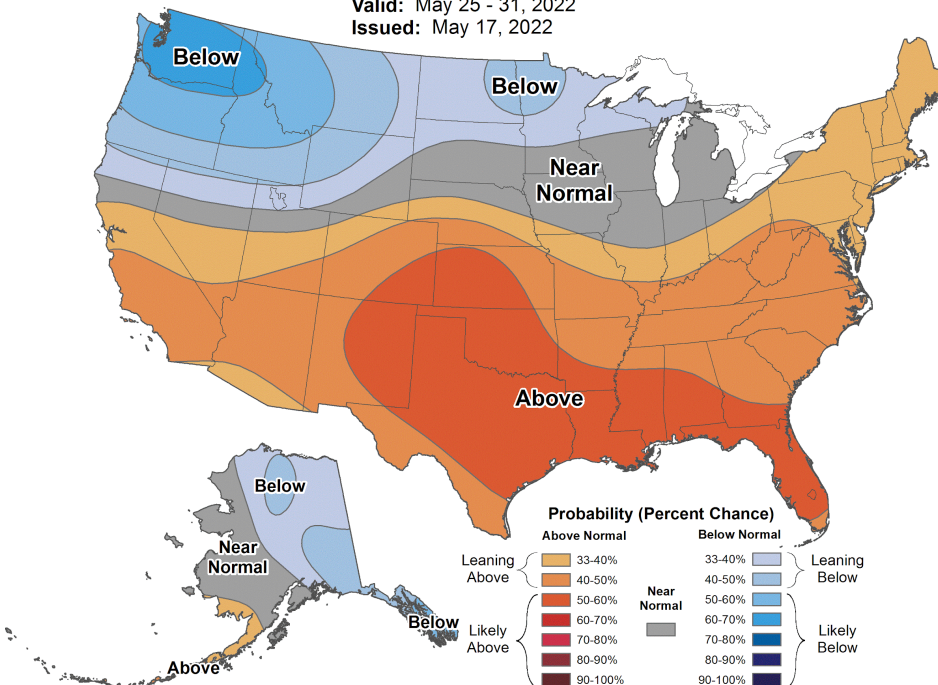 Valid: May 25 - 31, 2022
Issued: May 17, 2022
Below
Below
Near
Normal
Above
Below
Near
Normal
Below
Above
Probability (Percent Chance)
Above Normal
Below Normal
Leaning
Above
33-40%
40-50%
Likely
Above
50-60%
60-70%
70-80%
80-90%
90-100%
Near
Normal
33-40%
40-50%
Leaning
Below
50-60%
60-70%
70-80%
80-90%
90-100%
Likely
Below